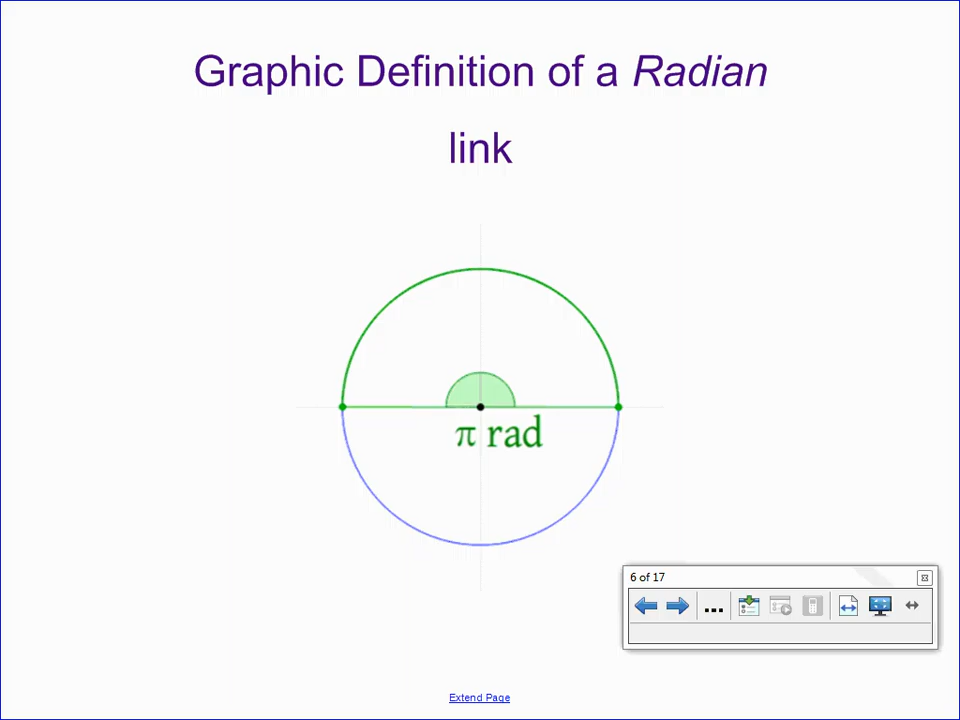 Graphic Definition of a Radian
link
π rad
6 of 17
...
Extend Page